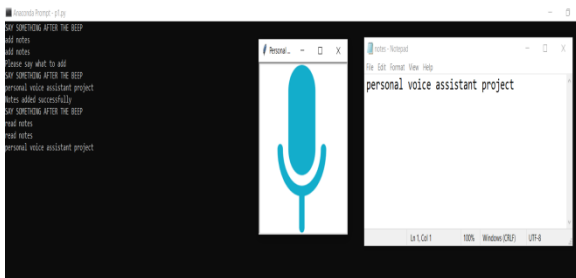 Anaconda Prompt - p1.py
SAY SOMETHING AFTER THE BEEP
add notes
add notes
Please say what to add
SAY SOMETHING AFTER THE BEEP
personal voice assistant project
Notes added successfully
SAY SOMETHING AFTER THE BEEP
read notes
read notes
personal voice assistant project
Personal ...
notes - Notepad
File Edit Format View Help
personal voice assistant project
Ln 1, Col 1 100% Windows (CRLF) UTF-8